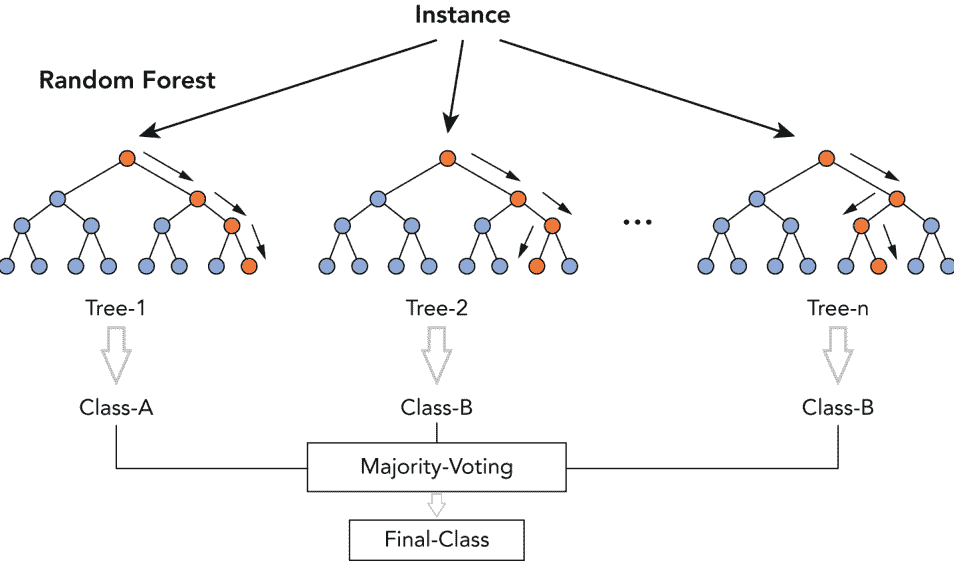 Instance
Random Forest
...
Tree-1
Tree-2
Tree-n
Class-A
Class-B
Class-B
Majority-Voting
Final-Class